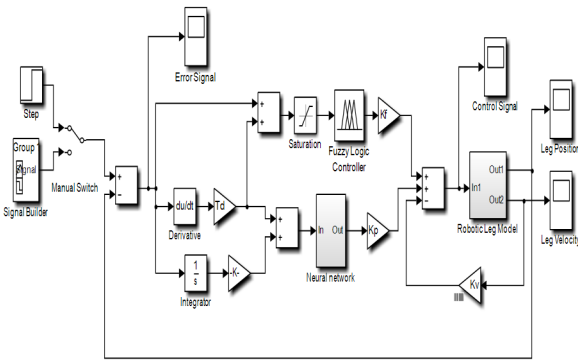 Step
Group 1
Signal
Signal Builder
Manual Switch
+
−
Error Signal
du/dt
Derivative
Td
1
s
Integrator
-K-
+
+
Saturation
Fuzzy Logic
Controller
Kf
+
+
In Out
Neural network
Kp
+
+
−
Control Signal
In1
Out1
Out2
Robotic Leg Model
Kv
Leg Position
Leg Velocity